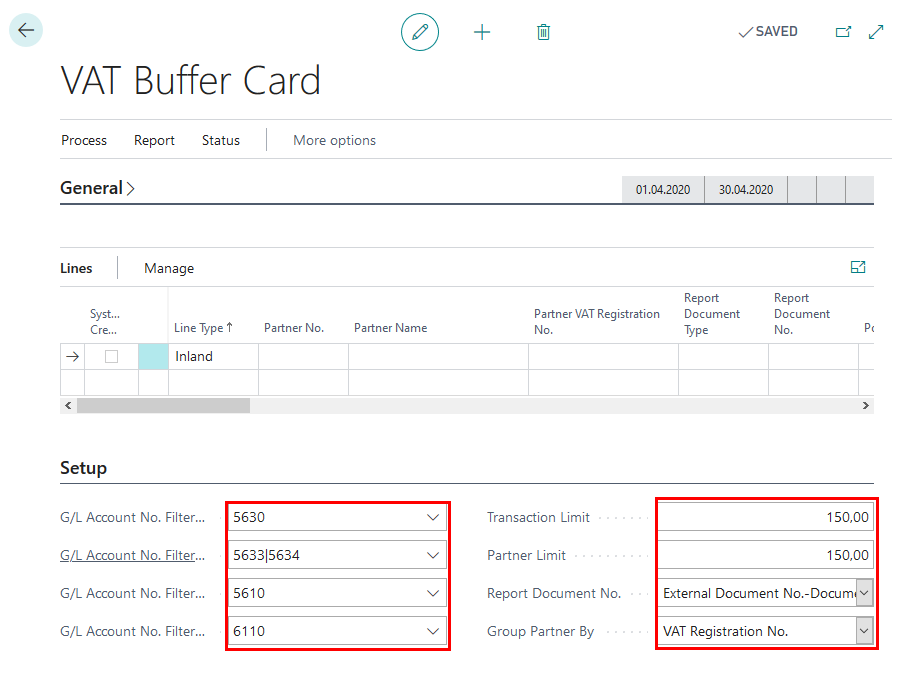 SAVED
VAT Buffer Card
Process Report Status More options
General 01.04.2020 30.04.2020
Lines Manage
Syst... Cre... Line Type Partner No. Partner Name Partner VAT Registration No. Report Document Type Report Document No.
Inland
Setup
G/L Account No. Filter... 5630 Transaction Limit 150,00
G/L Account No. Filter... 5633|5634 Partner Limit 150,00
G/L Account No. Filter... 5610 Report Document No. External Document No.-Docum
G/L Account No. Filter... 6110 Group Partner By VAT Registration No.